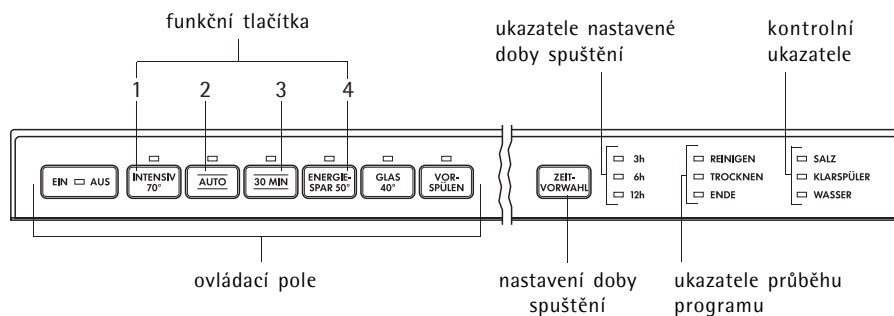 funkční tlačítka
ukazatele nastavené
doby spuštění
kontrolní
ukazatele
1 2 3 4
EIN AUS
INTENSIV
70°
AUTO
30 MIN
ENERGIE-
SPAR 50°
GLAS
40°
VOR-
SPÜLEN
ZEIT-
VORWAHL
3h
6h
12h
REINIGEN
TROCKNEN
ENDE
SALZ
KLARSPÜLER
WASSER
ovládací pole
nastavení doby
spuštění
ukazatele průběhu
programu